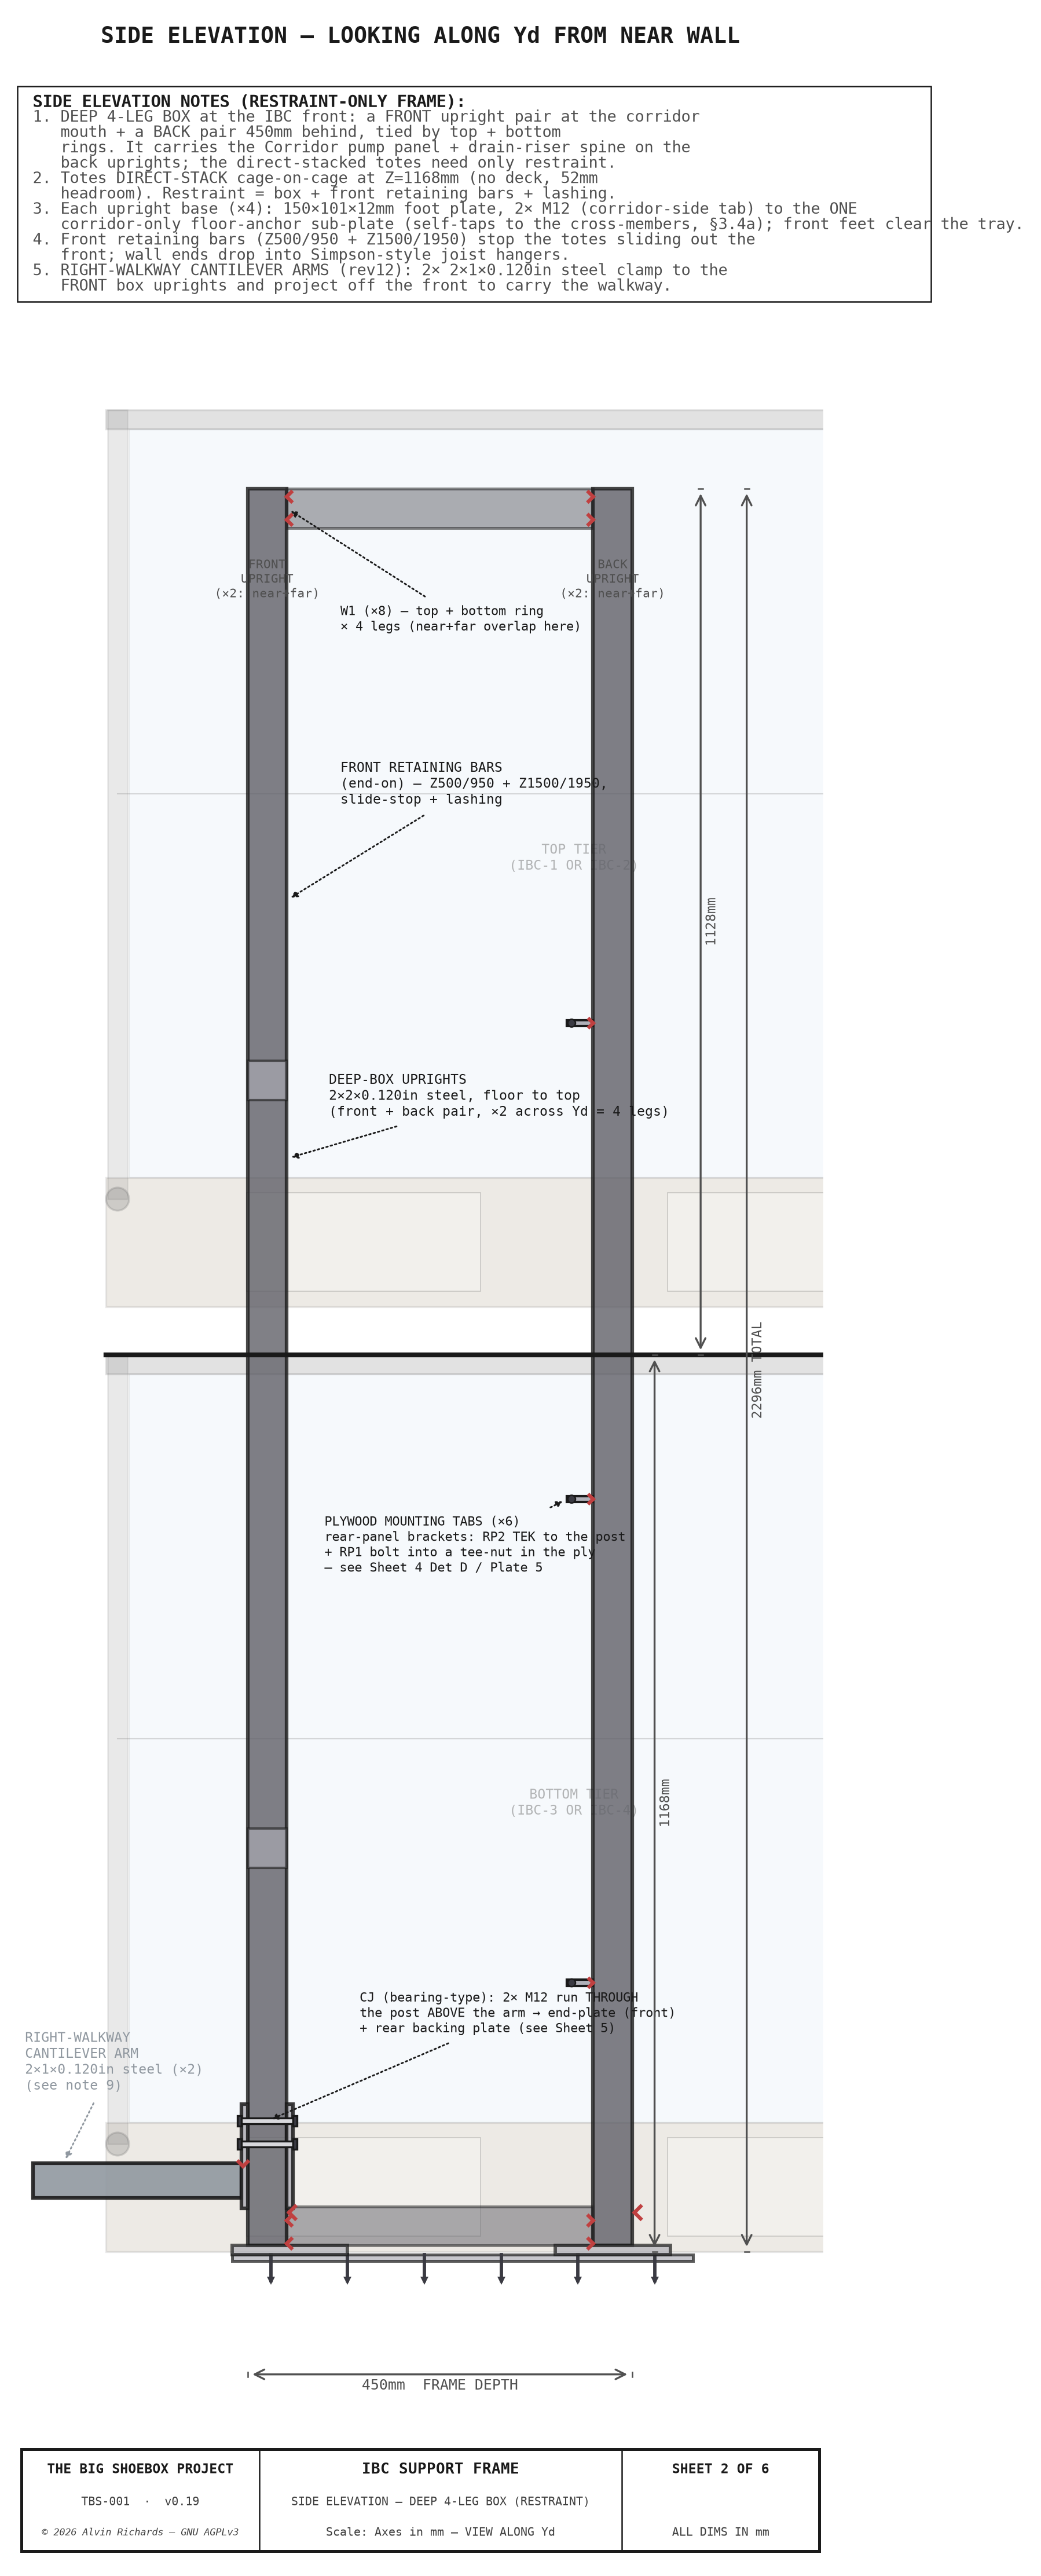 SIDE ELEVATION — LOOKING ALONG Yd FROM NEAR WALL
SIDE ELEVATION NOTES (RESTRAINT-ONLY FRAME):
1. DEEP 4-LEG BOX at the IBC front: a FRONT upright pair at the corridor
mouth + a BACK pair 450mm behind, tied by top + bottom
rings. It carries the Corridor pump panel + drain-riser spine on the
back uprights; the direct-stacked totes need only restraint.
2. Totes DIRECT-STACK cage-on-cage at Z=1168mm (no deck, 52mm
headroom). Restraint = box + front retaining bars + lashing.
3. Each upright base (×4): 150×101×12mm foot plate, 2× M12 (corridor-side tab) to the ONE
corridor-only floor-anchor sub-plate (self-taps to the cross-members, §3.4a); front feet clear the tray.
4. Front retaining bars (Z500/950 + Z1500/1950) stop the totes sliding out the
front; wall ends drop into Simpson-style joist hangers.
5. RIGHT-WALKWAY CANTILEVER ARMS (rev12): 2× 2×1×0.120in steel clamp to the
FRONT box uprights and project off the front to carry the walkway.
FRONT
UPRIGHT
(×2: near+far)
BACK
UPRIGHT
(×2: near+far)
W1 (×8) — top + bottom ring
× 4 legs (near+far overlap here)
FRONT RETAINING BARS
(end-on) — Z500/950 + Z1500/1950,
slide-stop + lashing
TOP TIER
(IBC-1 OR IBC-2)
1128mm
DEEP-BOX UPRIGHTS
2×2×0.120in steel, floor to top
(front + back pair, ×2 across Yd = 4 legs)
2296mm TOTAL
PLYWOOD MOUNTING TABS (×6)
rear-panel brackets: RP2 TEK to the post
+ RP1 bolt into a tee-nut in the ply
— see Sheet 4 Det D / Plate 5
BOTTOM TIER
(IBC-3 OR IBC-4)
1168mm
CJ (bearing-type): 2× M12 run THROUGH
the post ABOVE the arm → end-plate (front)
+ rear backing plate (see Sheet 5)
RIGHT-WALKWAY
CANTILEVER ARM
2×1×0.120in steel (×2)
(see note 9)
450mm  FRAME DEPTH
THE BIG SHOEBOX PROJECT
TBS-001  ·  v0.19
© 2026 Alvin Richards — GNU AGPLv3
IBC SUPPORT FRAME
SIDE ELEVATION — DEEP 4-LEG BOX (RESTRAINT)
Scale: Axes in mm — VIEW ALONG Yd
SHEET 2 OF 6
ALL DIMS IN mm